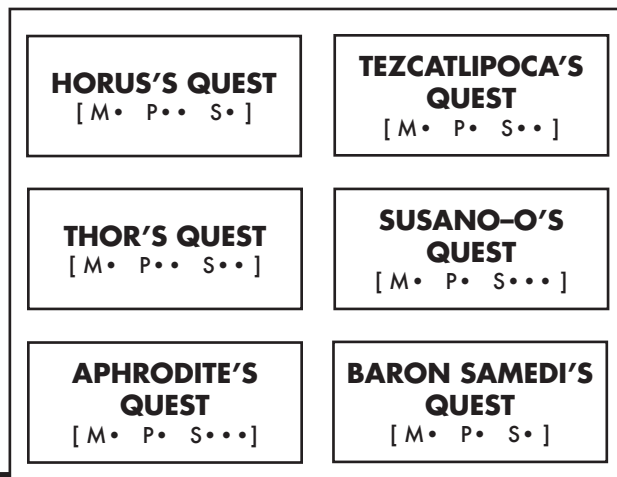 HORUS'S QUEST
[ M• P•• S• ]
TEZCATLIPOCA'S
QUEST
[ M• P• S•• ]
THOR'S QUEST
[ M• P•• S•• ]
SUSANO–O'S
QUEST
[ M• P• S••• ]
APHRODITE'S
QUEST
[ M• P• S•••]
BARON SAMEDI'S
QUEST
[ M• P• S• ]